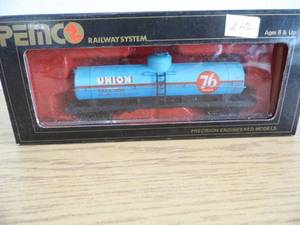 PEMCO
RAILWAY SYSTEM
Ages 8 & Up
UNION
76
PRECISION ENGINEERED MODELS